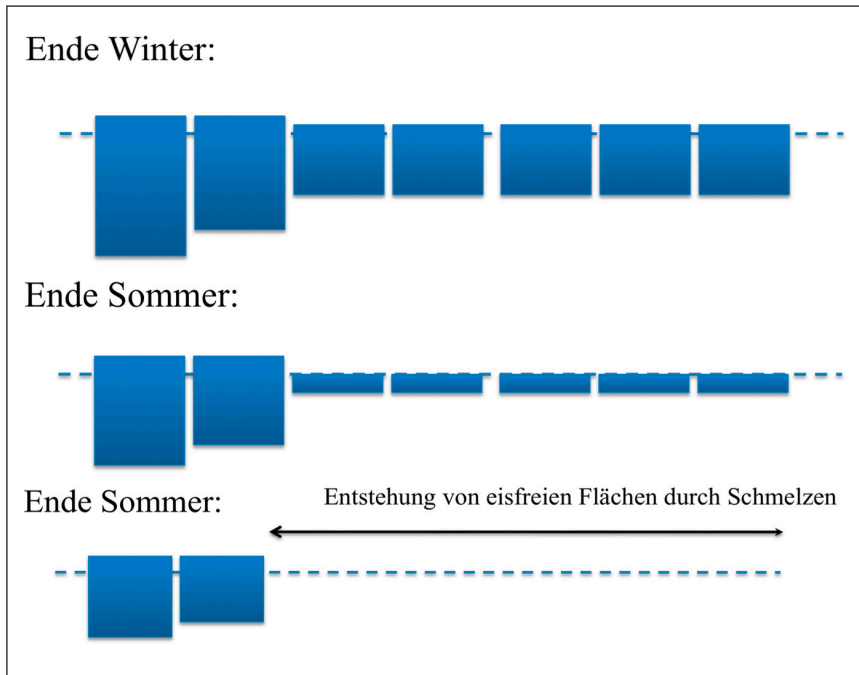 Ende Winter:
Ende Sommer:
Ende Sommer:
Entstehung von eisfreien Flächen durch Schmelzen